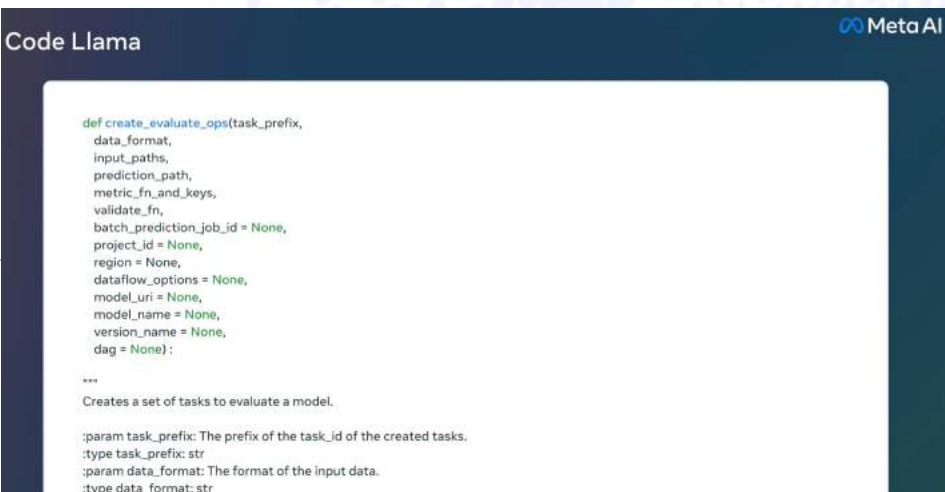 Code Llama
Meta AI
def create_evaluate_ops(task_prefix,
data_format,
input_paths,
prediction_path,
metric_fn_and_keys,
validate_fn,
batch_prediction_job_id = None,
project_id = None,
region = None,
dataflow_options = None,
model_uri = None,
model_name = None,
version_name = None,
dag = None) :
"""
Creates a set of tasks to evaluate a model.
:param task_prefix: The prefix of the task_id of the created tasks.
:type task_prefix: str
:param data_format: The format of the input data.
:type data_format: str